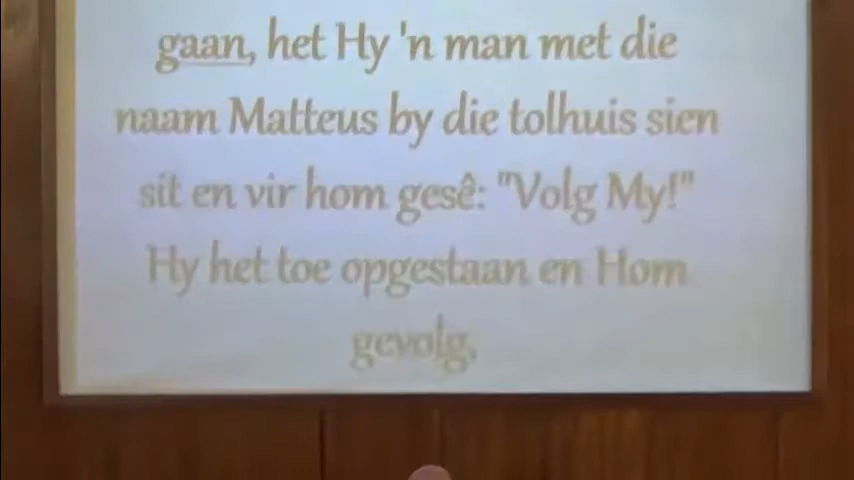 gaan, het Hy 'n man met die
naam Matteus by die tolhuis sien
sit en vir hom gesê: "Volg My!"
Hy het toe opgestaan en Hom
gevolg.